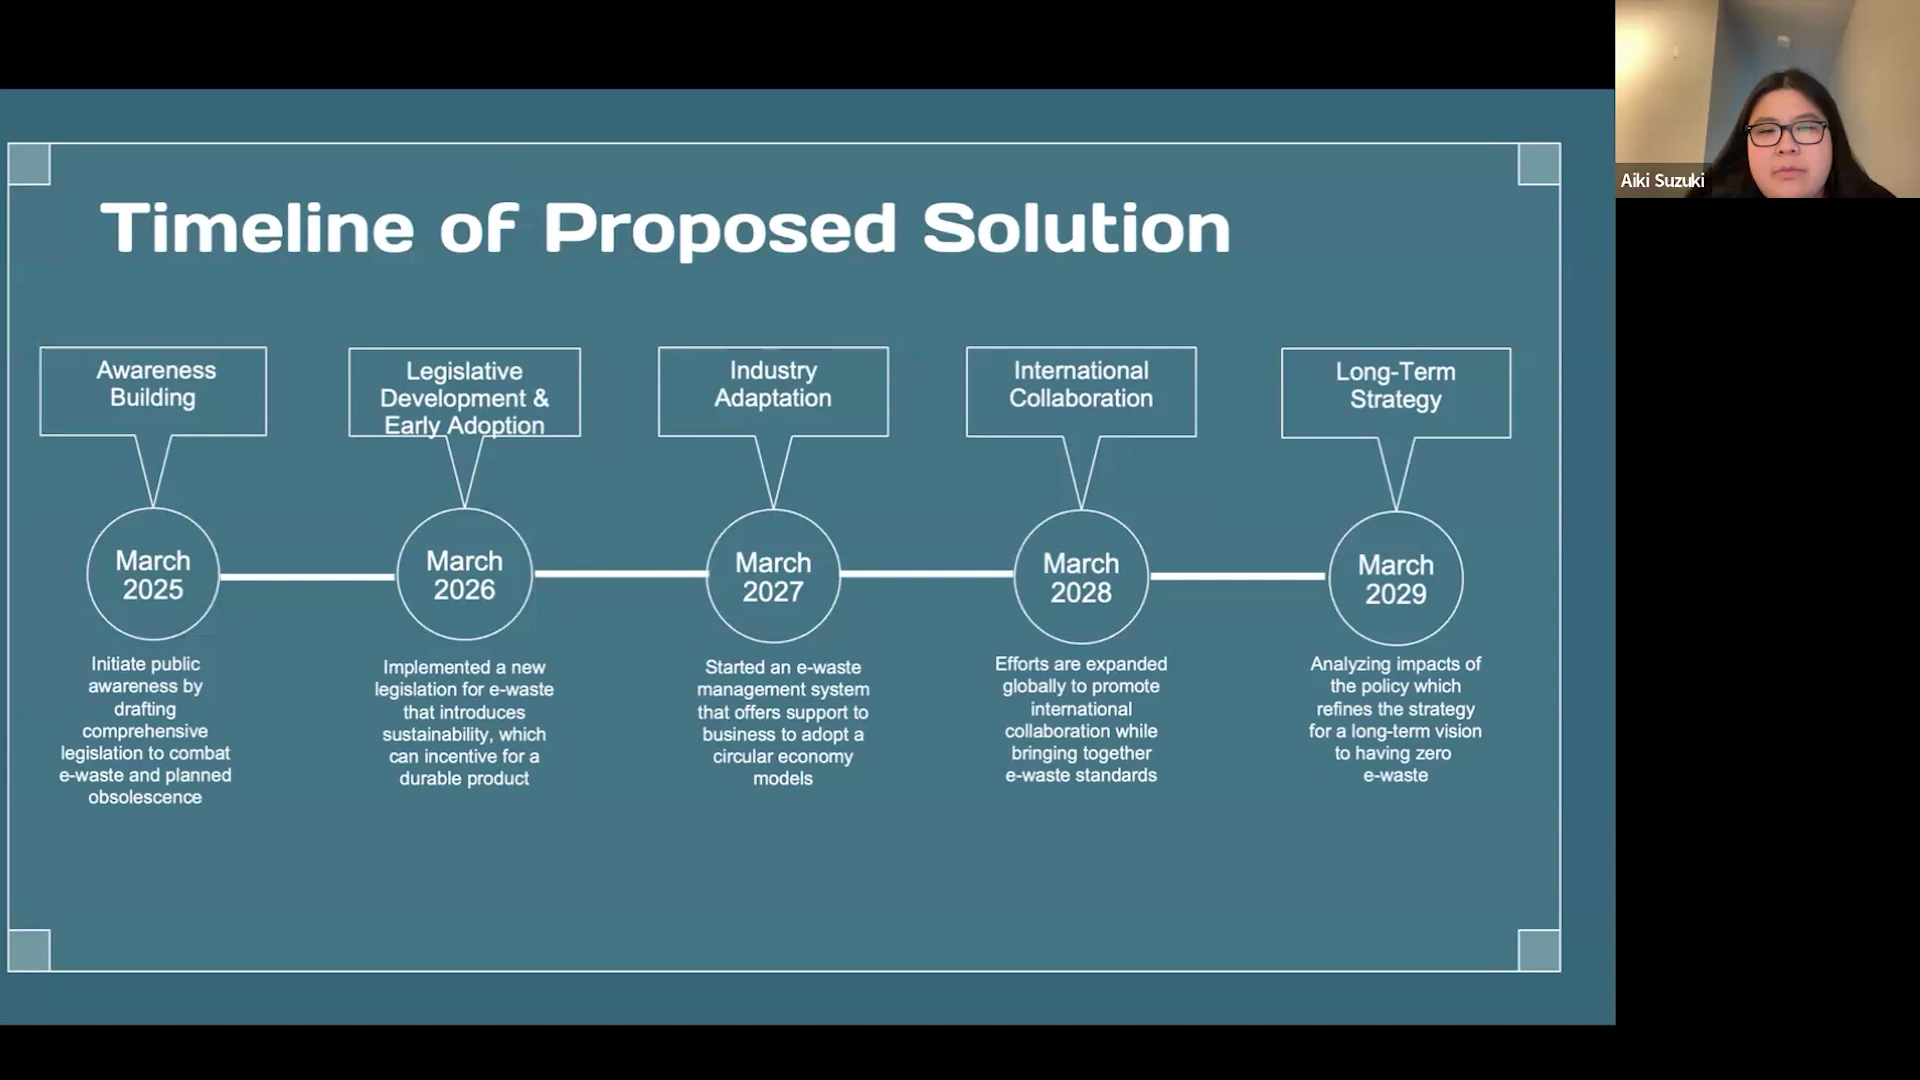 Timeline of Proposed Solution
Awareness
Building
Legislative
Development &
Early Adoption
Industry
Adaptation
International
Collaboration
Long-Term
Strategy
March
2025
March
2026
March
2027
March
2028
March
2029
Initiate public
awareness by
drafting
comprehensive
legislation to combat
e-waste and planned
obsolescence
Implemented a new
legislation for e-waste
that introduces
sustainability, which
can incentive for a
durable product
Started an e-waste
management system
that offers support to
business to adopt a
circular economy
models
Efforts are expanded
globally to promote
international
collaboration while
bringing together
e-waste standards
Analyzing impacts of
the policy which
refines the strategy
for a long-term vision
to having zero
e-waste
Aiki Suzuki